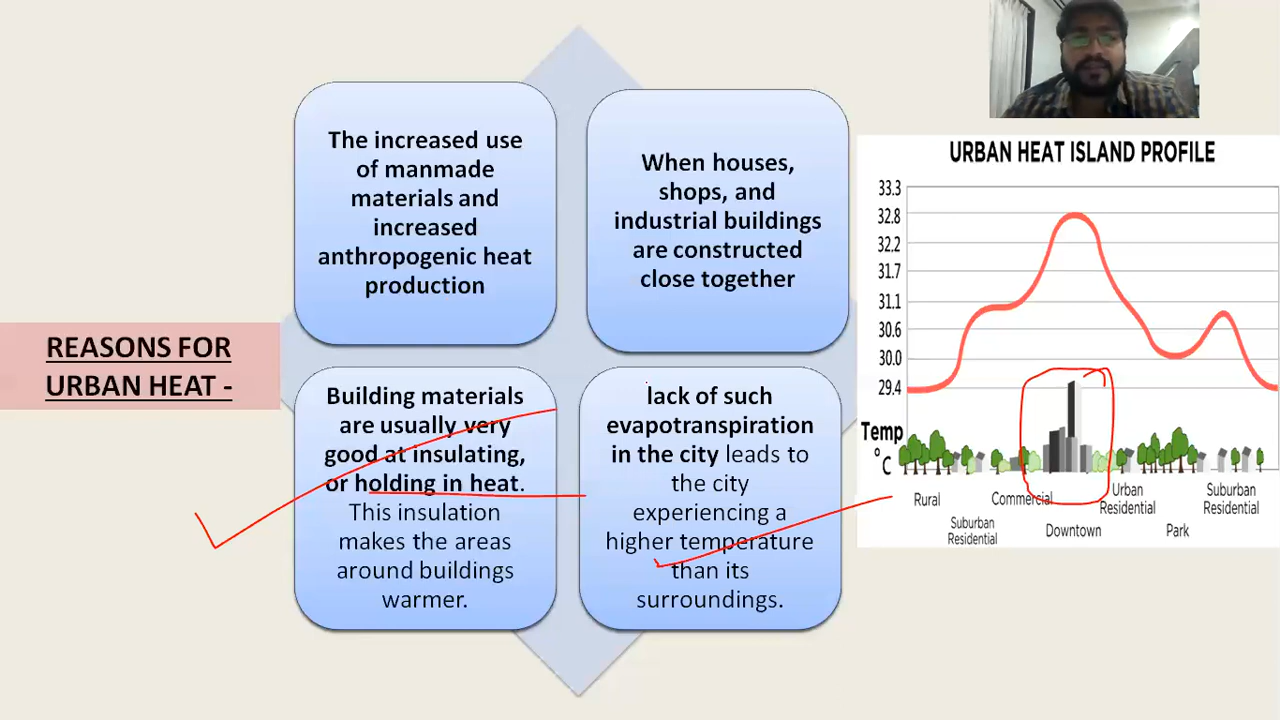 REASONS FOR
URBAN HEAT -
The increased use
of manmade
materials and
increased
anthropogenic heat
production
When houses,
shops, and
industrial buildings
are constructed
close together
Building materials
are usually very
good at insulating,
or holding in heat.
This insulation
makes the areas
around buildings
warmer.
lack of such
evapotranspiration
in the city leads to
the city
experiencing a
higher temperature
than its
surroundings.
URBAN HEAT ISLAND PROFILE
33.3
32.8
32.2
31.7
31.1
30.6
30.0
29.4
Temp
°C
Rural
Suburban
Residential
Commercial
Downtown
Urban
Residential
Park
Suburban
Residential